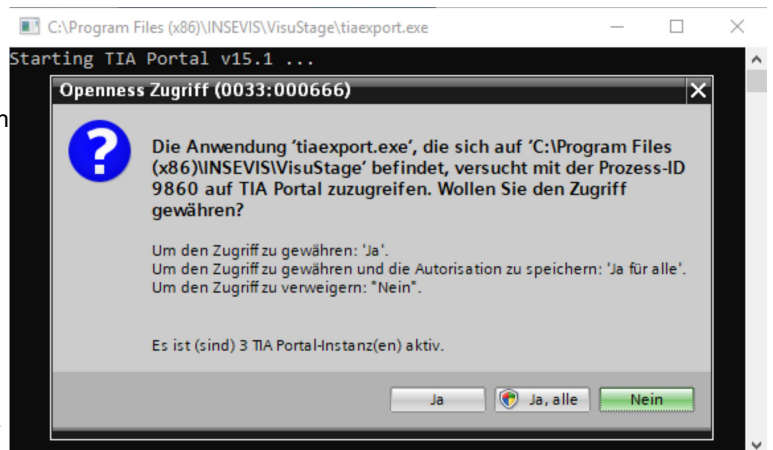 C:\Program Files (x86)\INSEVIS\VisuStage\tiaexport.exe
Starting TIA Portal v15.1 ...
Openness Zugriff (0033:000666)
n
Die Anwendung 'tiaexport.exe', die sich auf 'C:\Program Files
(x86)\INSEVIS\VisuStage' befindet, versucht mit der Prozess-ID
9860 auf TIA Portal zuzugreifen. Wollen Sie den Zugriff
gewähren?
Um den Zugriff zu gewähren: 'Ja'.
Um den Zugriff zu gewähren und die Autorisation zu speichern: 'Ja für alle'.
Um den Zugriff zu verweigern: "Nein".
Es ist (sind) 3 TIA Portal-Instanz(en) aktiv.
Ja
Ja, alle
Nein